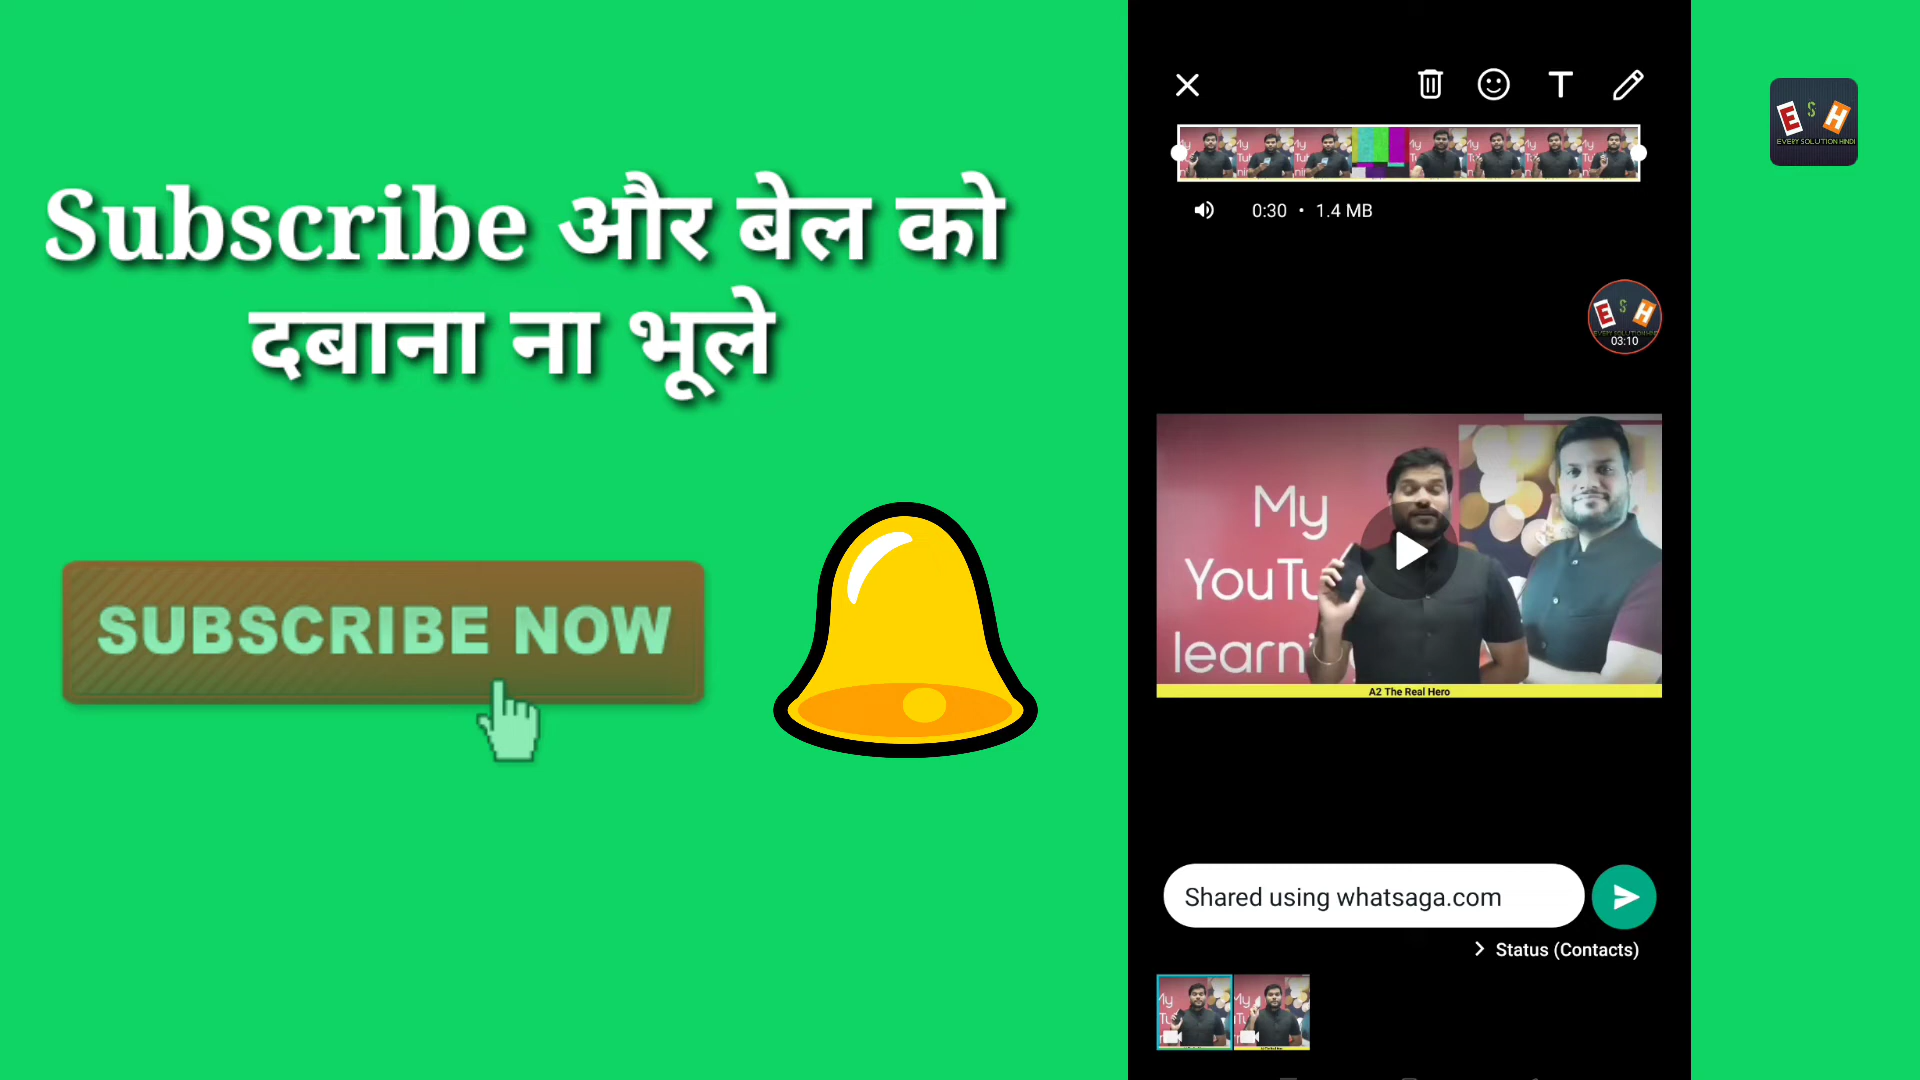 Subscribe और बेल को
दबाना ना भूले
SUBSCRIBE NOW
T
0:30 • 1.4 MB
E S H
03:10
My
YouTu
learni
A2 The Real Hero
Shared using whatsaga.com
Status (Contacts)
E S H
EVERY SOLUTION HINDI